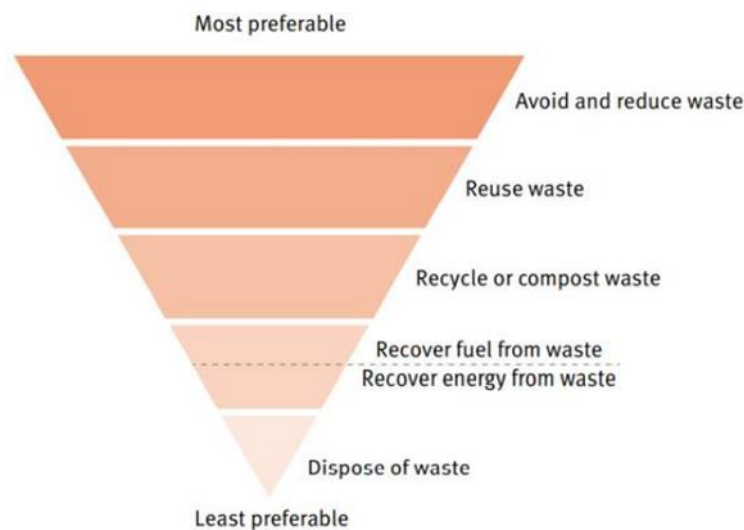 Most preferable
Avoid and reduce waste
Reuse waste
Recycle or compost waste
Recover fuel from waste
Recover energy from waste
Dispose of waste
Least preferable